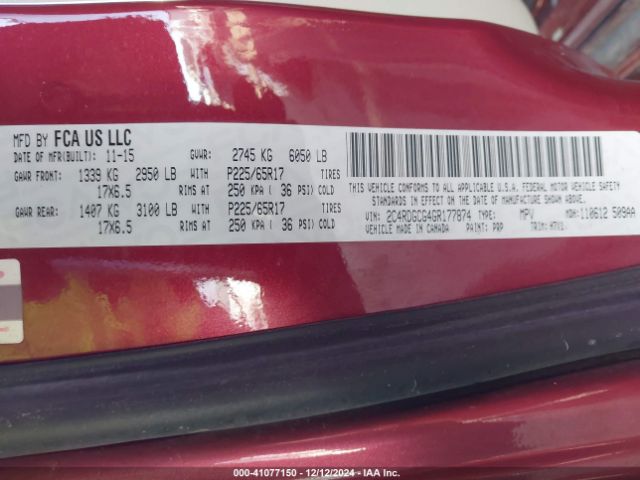 MFD BY FCA US LLC
DATE OF MFR(BUILT): 11-15 GVWR: 2745 KG 6050 LB
GAWR FRONT: 1339 KG 2950 LB P225/65R17 TIRES
17X6.5 RIMS AT 250 KPA ( 36 PSI) COLD
GAWR REAR: 1407 KG 3100 LB P225/65R17 TIRES
17X6.5 RIMS AT 250 KPA ( 36 PSI) COLD
THIS VEHICLE CONFORMS TO ALL APPLICABLE U.S.A. FEDERAL MOTOR VEHICLE SAFETY
STANDARDS IN EFFECT ON THE DATE OF MANUFACTURE SHOWN ABOVE.
VIN: 2C4RDGCG4GR177874 TYPE: MPV MDH: 110612 509AA
VEHICLE MADE IN CANADA PAINT: PRP TRIM:
000-41077150 - 12/12/2024 - IAA Inc.